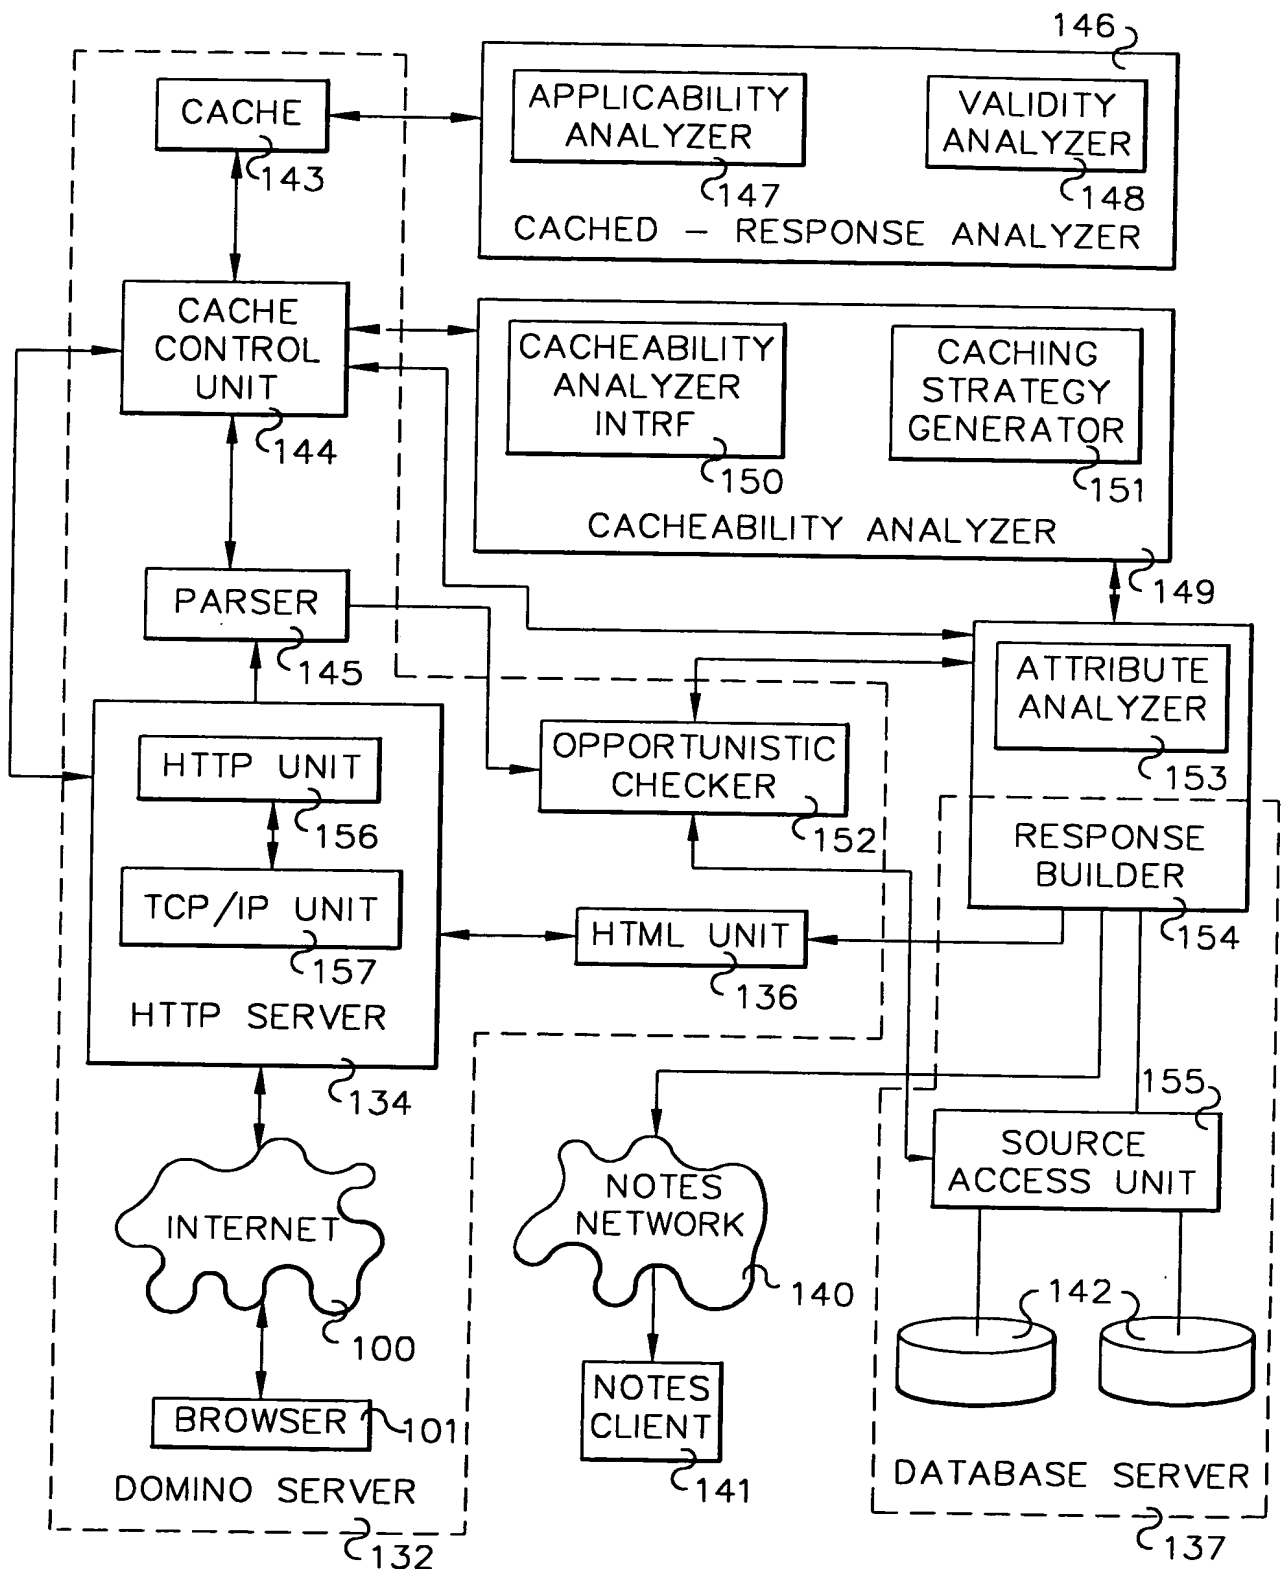 146
CACHE
143
APPLICABILITY
ANALYZER
147
VALIDITY
ANALYZER
148
CACHED - RESPONSE ANALYZER
CACHE
CONTROL
UNIT
144
CACHEABILITY
ANALYZER
INTRF
150
CACHING
STRATEGY
GENERATOR
151
CACHEABILITY ANALYZER
149
PARSER
145
ATTRIBUTE
ANALYZER
153
HTTP UNIT
156
OPPORTUNISTIC
CHECKER
152
RESPONSE
BUILDER
154
TCP/IP UNIT
157
HTTP SERVER
134
HTML UNIT
136
155
SOURCE
ACCESS UNIT
INTERNET
100
NOTES
NETWORK
140
142
BROWSER
101
NOTES
CLIENT
141
DOMINO SERVER
132
DATABASE SERVER
137